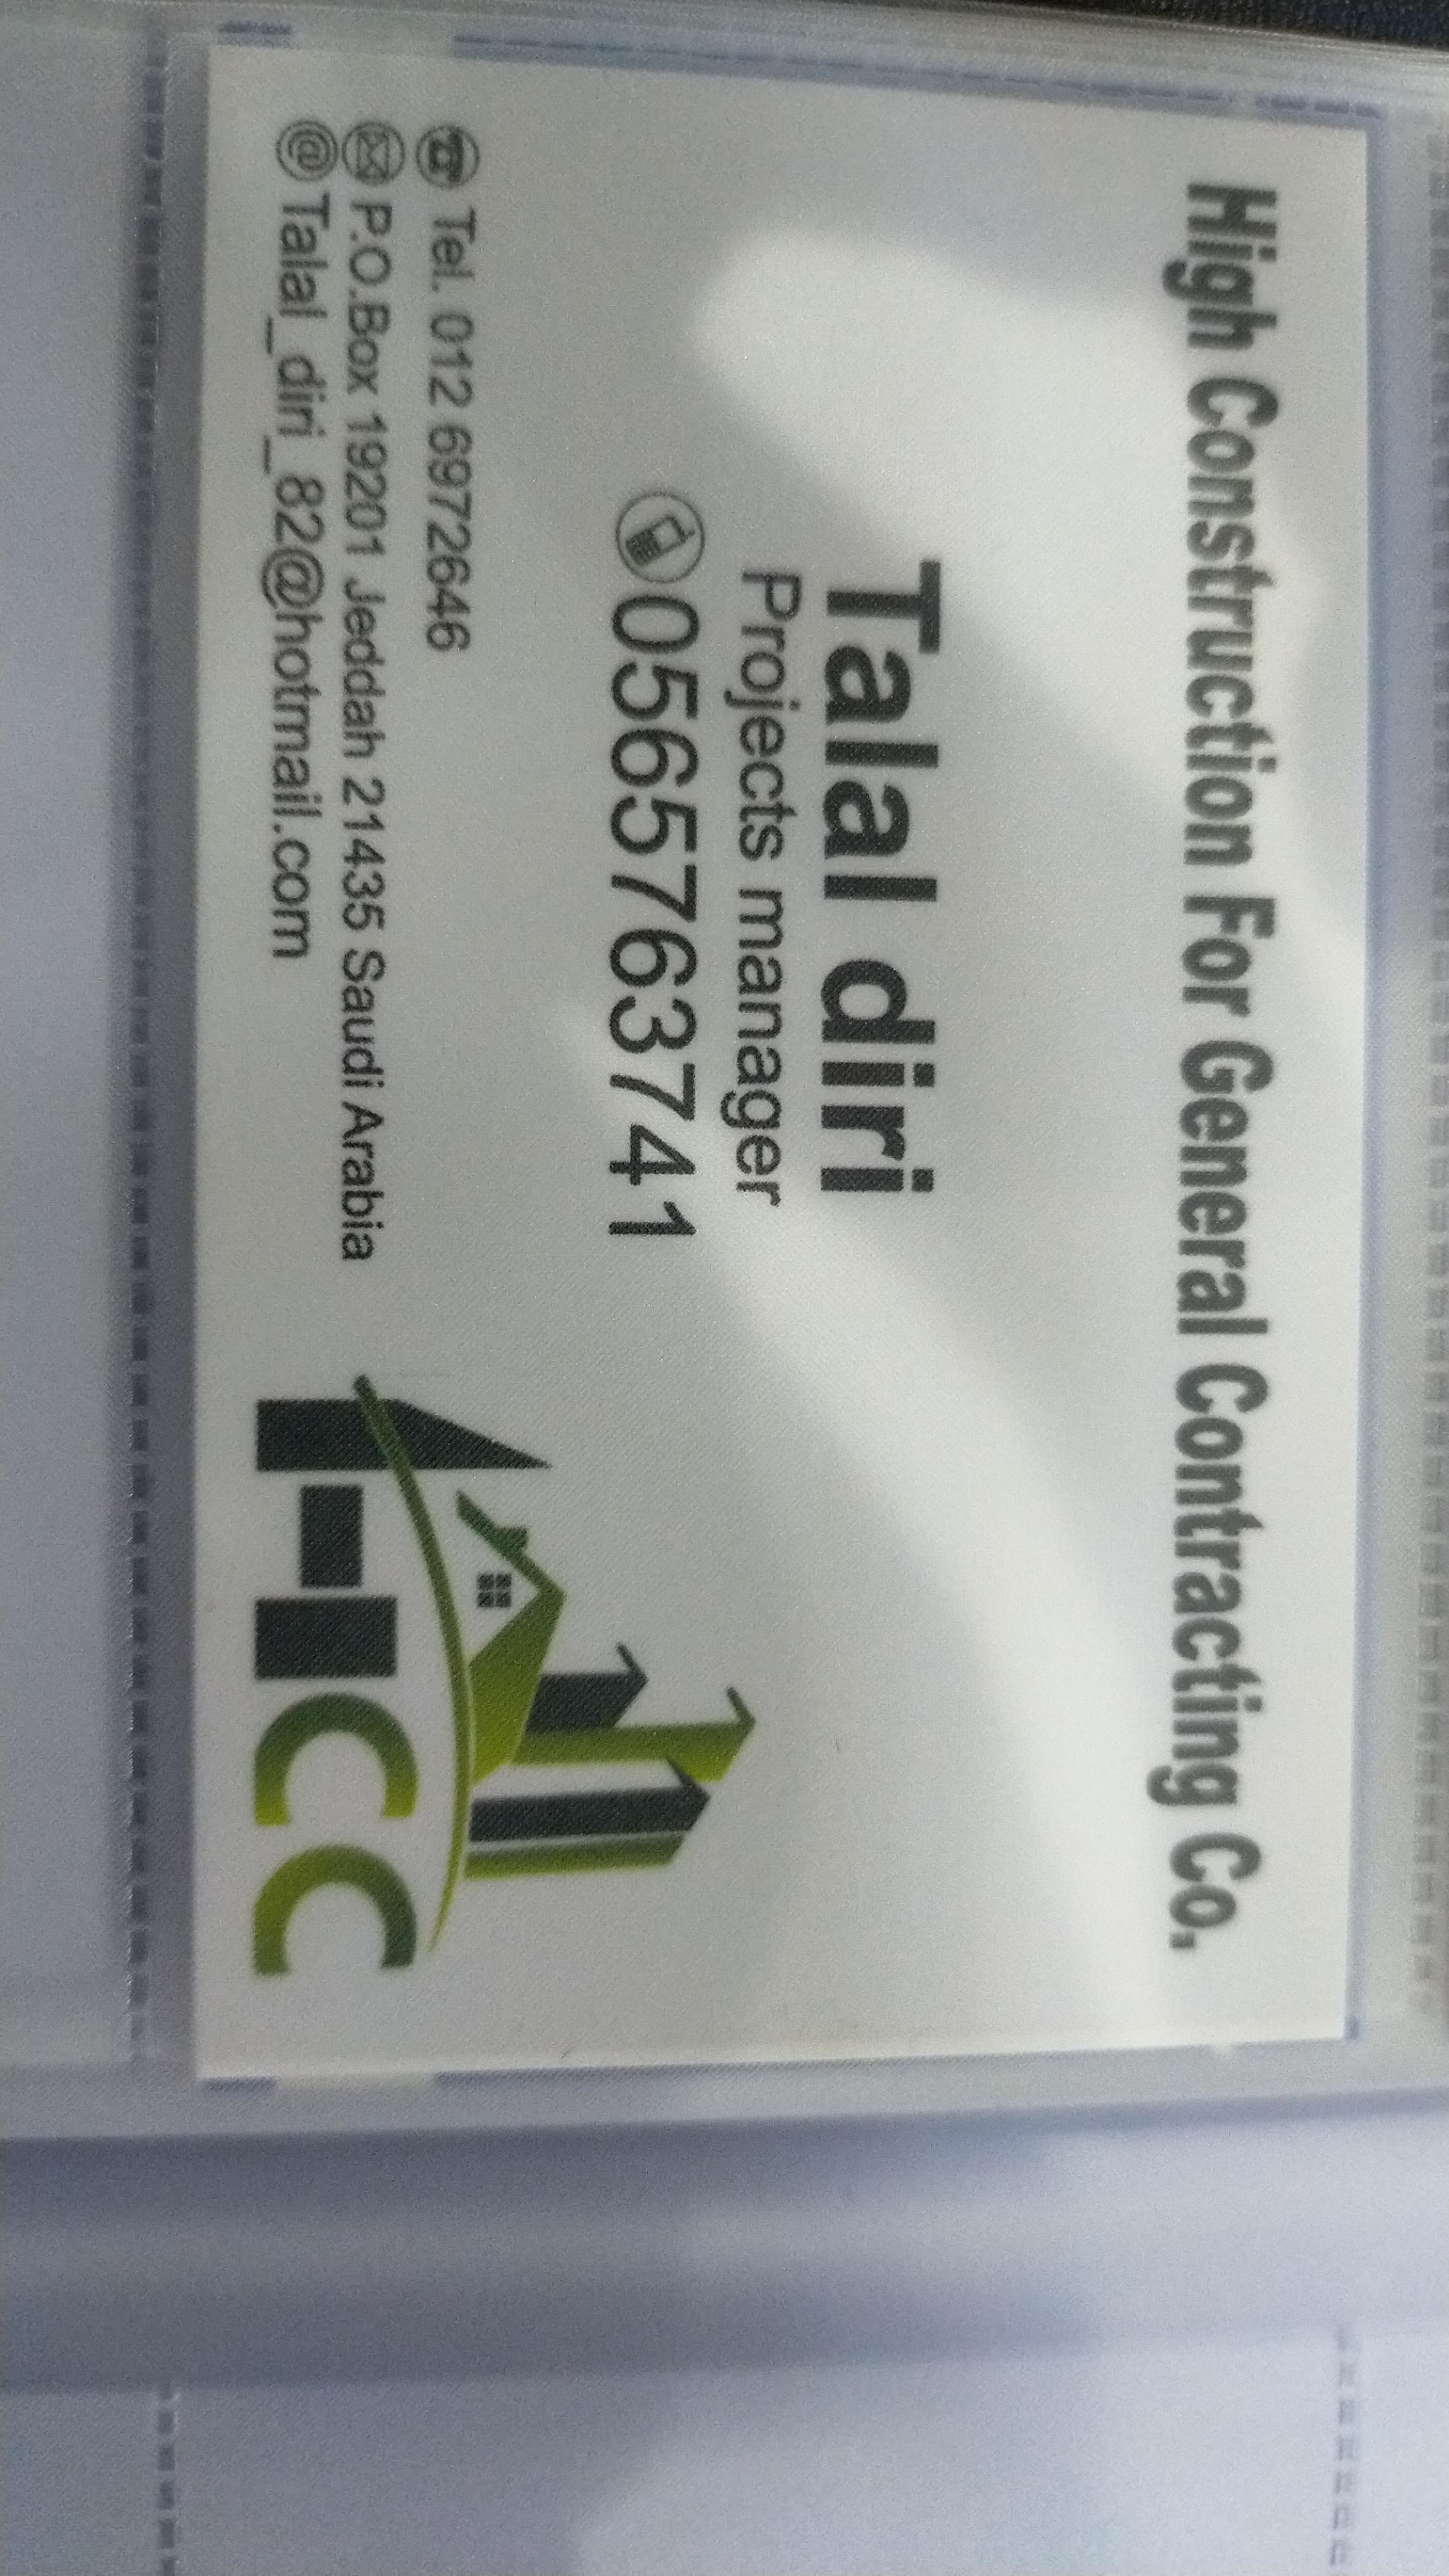 High Construction For General Contracting Co.
Talal diri
Projects manager
0565763741
Tel. 012 6972646
P.O.Box 19201 Jeddah 21435 Saudi Arabia
@ Talal_diri_82@hotmail.com
HCC